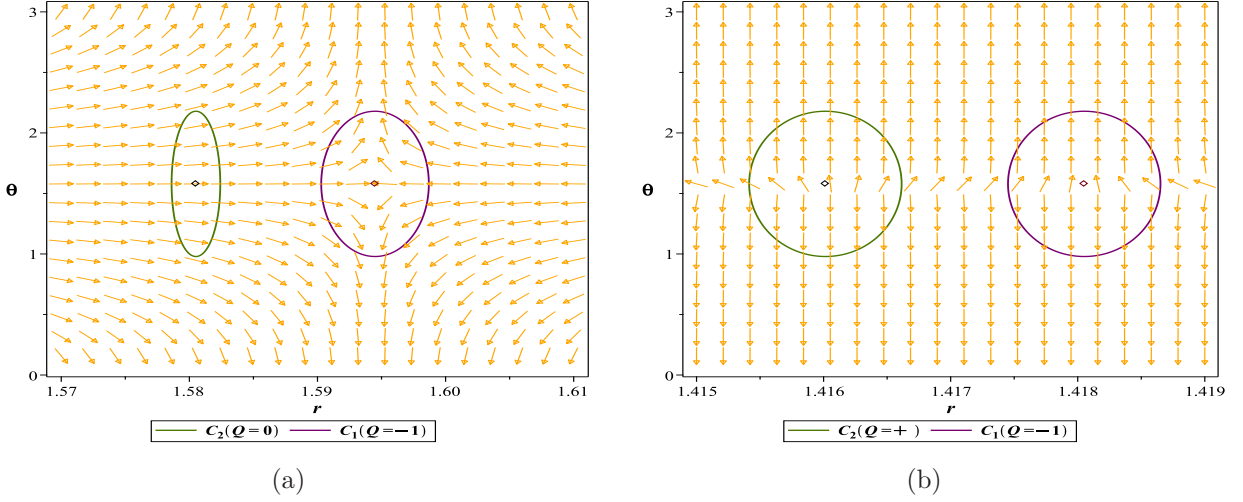 3
2
θ
1
0
1.57 1.58 1.59 1.60 1.61
r
C₂(Q=0) C₁(Q=−1)
(a)
3
2
θ
1
0
1.415 1.416 1.417 1.418 1.419
r
C₂(Q=+ ) C₁(Q=−1)
(b)